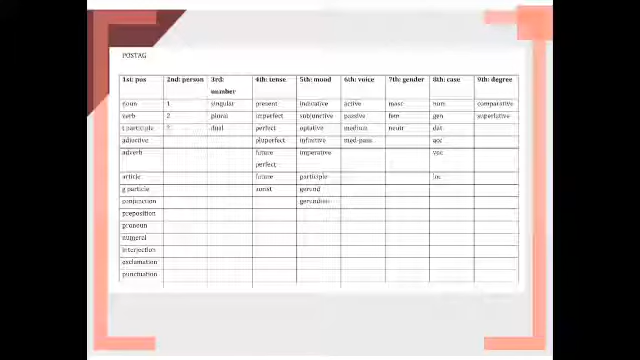 POSTAG
1st: pos 2nd: person 3rd: number 4th: tense 5th: mood 6th: voice 7th: gender 8th: case 9th: degree
noun 1 singular present indicative active masc nom comparative
verb 2 plural imperfect subjunctive passive fem gen superlative
t participle 3 dual perfect optative medium neutr dat
adjective pluperfect infinitive med-pass acc
adverb future perfect imperative voc
article future participle loc
g particle aorist gerund
conjunction gerundive
preposition
pronoun
numeral
interjection
exclamation
punctuation